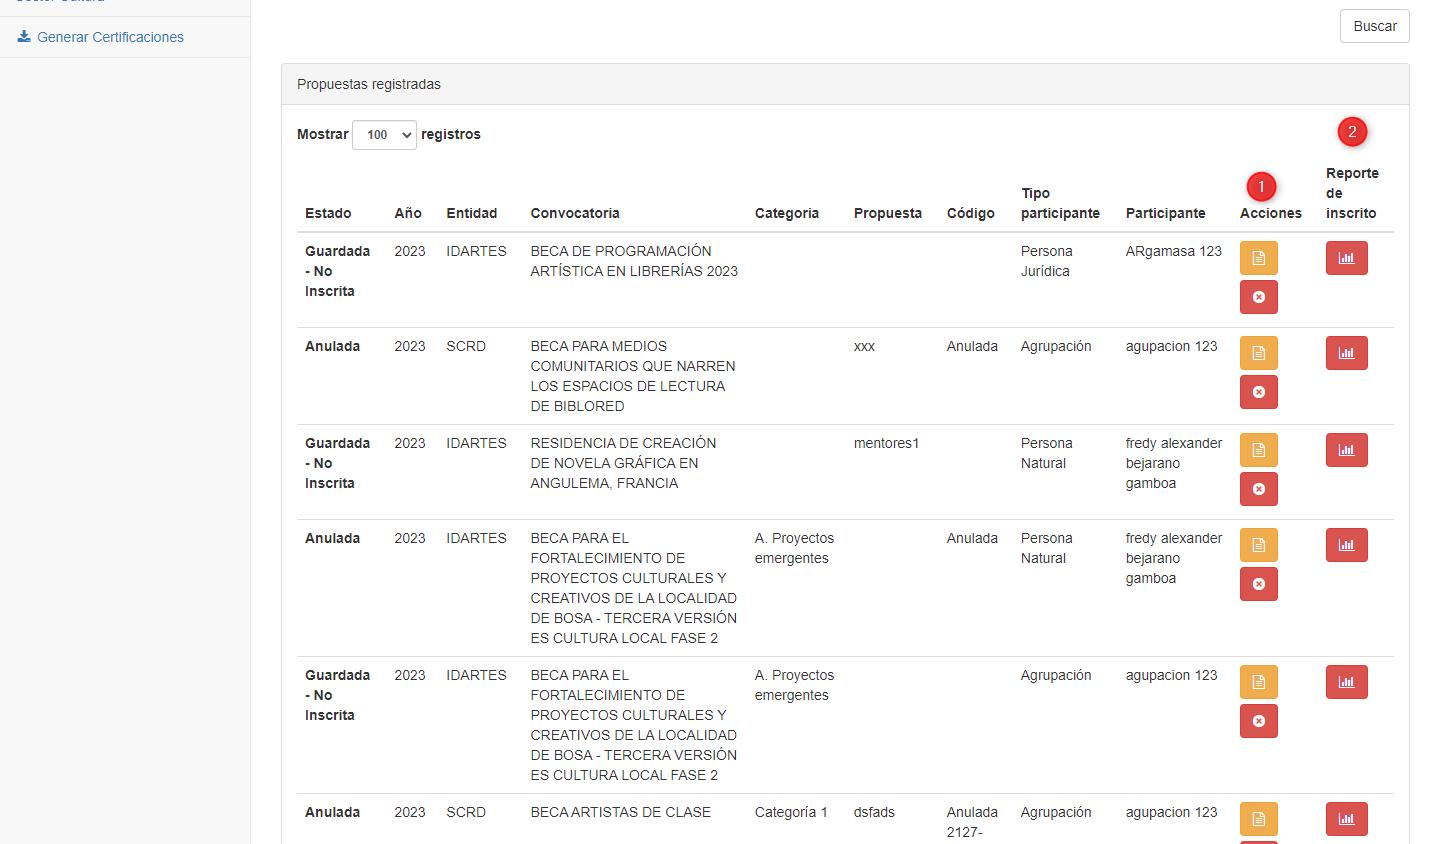 Generar Certificaciones
Buscar
Propuestas registradas
Mostrar 100 registros
1
2
Estado Año Entidad Convocatoria Categoria Propuesta Código Tipo participante Participante Acciones Reporte de inscrito
Guardada 2023 IDARTES BECA DE PROGRAMACIÓN Persona ARgamasa 123
- No ARTÍSTICA EN LIBRERÍAS 2023 Jurídica
Inscrita
Anulada 2023 SCRD BECA PARA MEDIOS xxx Anulada Agrupación agupacion 123
COMUNITARIOS QUE NARREN
LOS ESPACIOS DE LECTURA
DE BIBLORED
Guardada 2023 IDARTES RESIDENCIA DE CREACIÓN mentores1 Persona fredy alexander
- No DE NOVELA GRÁFICA EN Natural bejarano
Inscrita ANGULEMA, FRANCIA gamboa
Anulada 2023 IDARTES BECA PARA EL A. Proyectos Anulada Persona fredy alexander
FORTALECIMIENTO DE emergentes Natural bejarano
PROYECTOS CULTURALES Y gamboa
CREATIVOS DE LA LOCALIDAD
DE BOSA - TERCERA VERSIÓN
ES CULTURA LOCAL FASE 2
Guardada 2023 IDARTES BECA PARA EL A. Proyectos Agrupación agupacion 123
- No FORTALECIMIENTO DE emergentes
Inscrita PROYECTOS CULTURALES Y
CREATIVOS DE LA LOCALIDAD
DE BOSA - TERCERA VERSIÓN
ES CULTURA LOCAL FASE 2
Anulada 2023 SCRD BECA ARTISTAS DE CLASE Categoría 1 dsfads Anulada Agrupación agupacion 123
2127-